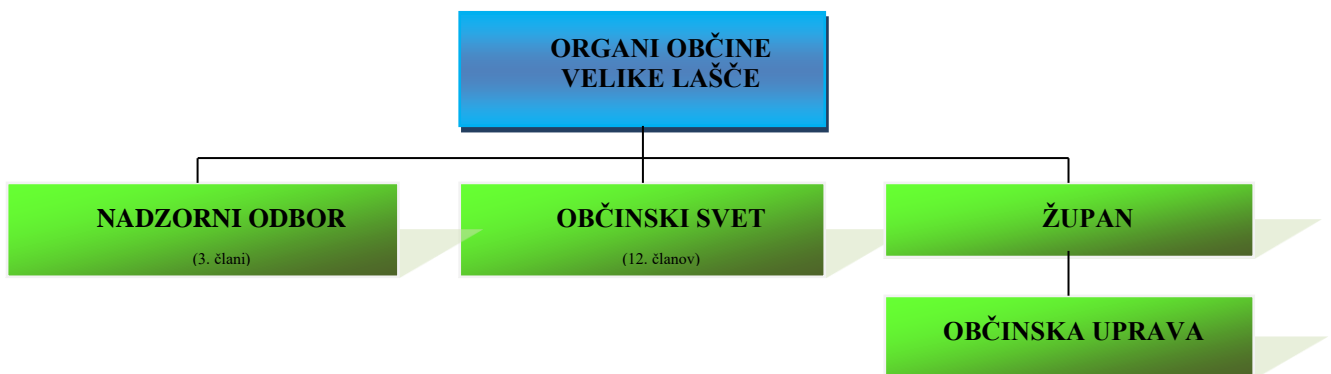 ORGANI OBČINE
VELIKE LAŠČE
NADZORNI ODBOR
(3. člani)
OBČINSKI SVET
(12. članov)
ŽUPAN
OBČINSKA UPRAVA